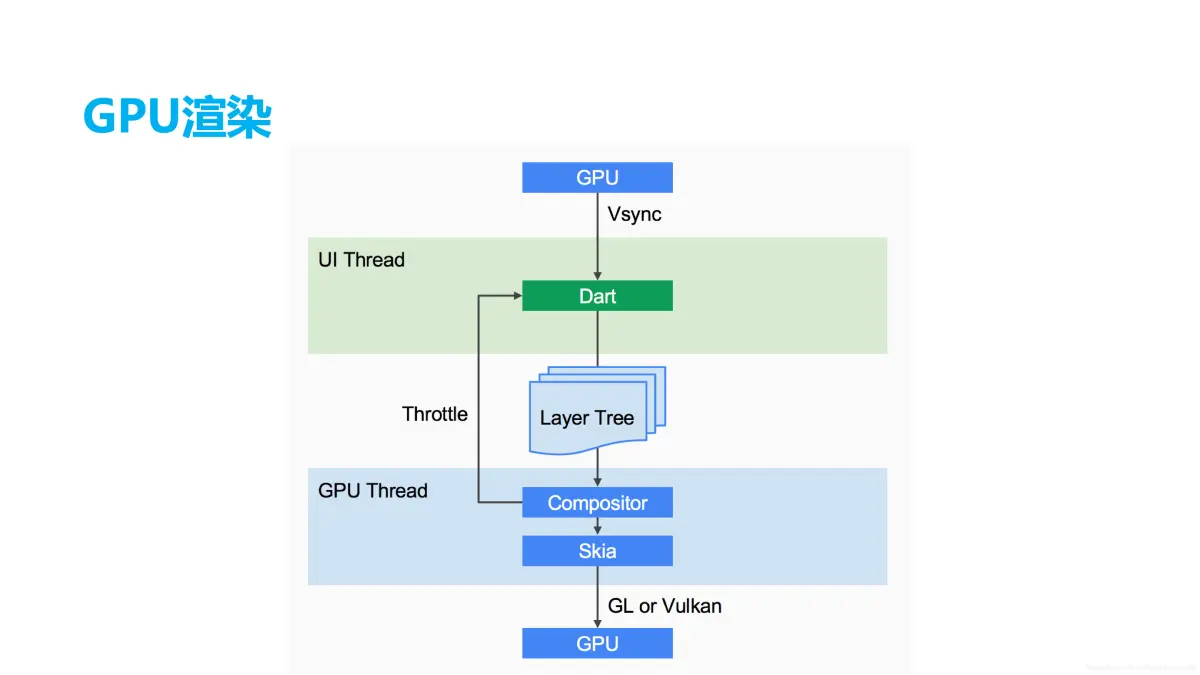 GPU渲染
GPU
Vsync
UI Thread
Dart
Throttle
Layer Tree
GPU Thread
Compositor
Skia
GL or Vulkan
GPU